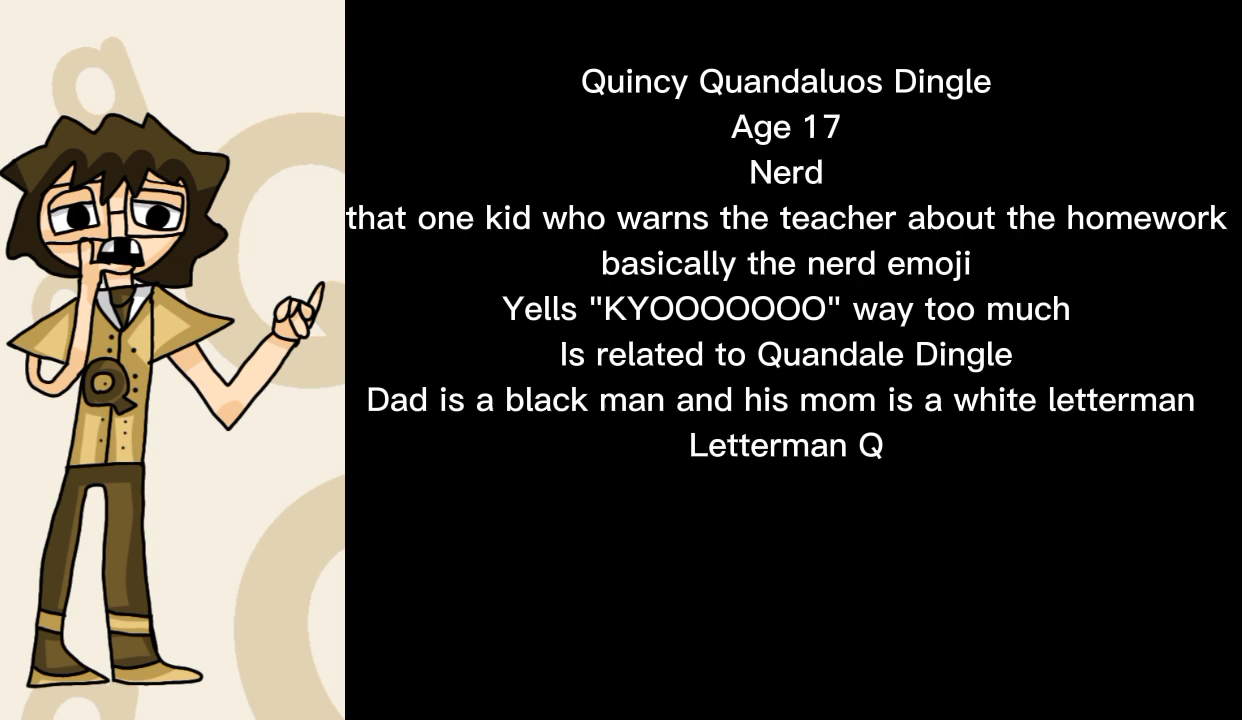 Quincy Quandaluos Dingle
Age 17
Nerd
that one kid who warns the teacher about the homework
basically the nerd emoji
Yells "KYOOOOOOO" way too much
Is related to Quandale Dingle
Dad is a black man and his mom is a white letterman
Letterman Q
Q